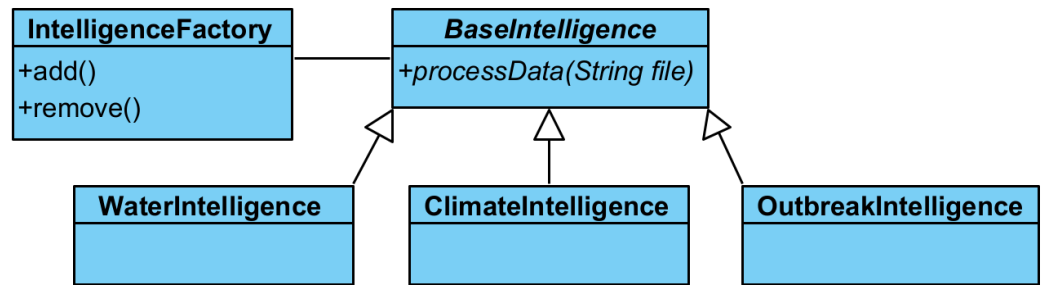 IntelligenceFactory
+add()
+remove()
BaseIntelligence
+processData(String file)
WaterIntelligence
ClimateIntelligence
OutbreakIntelligence